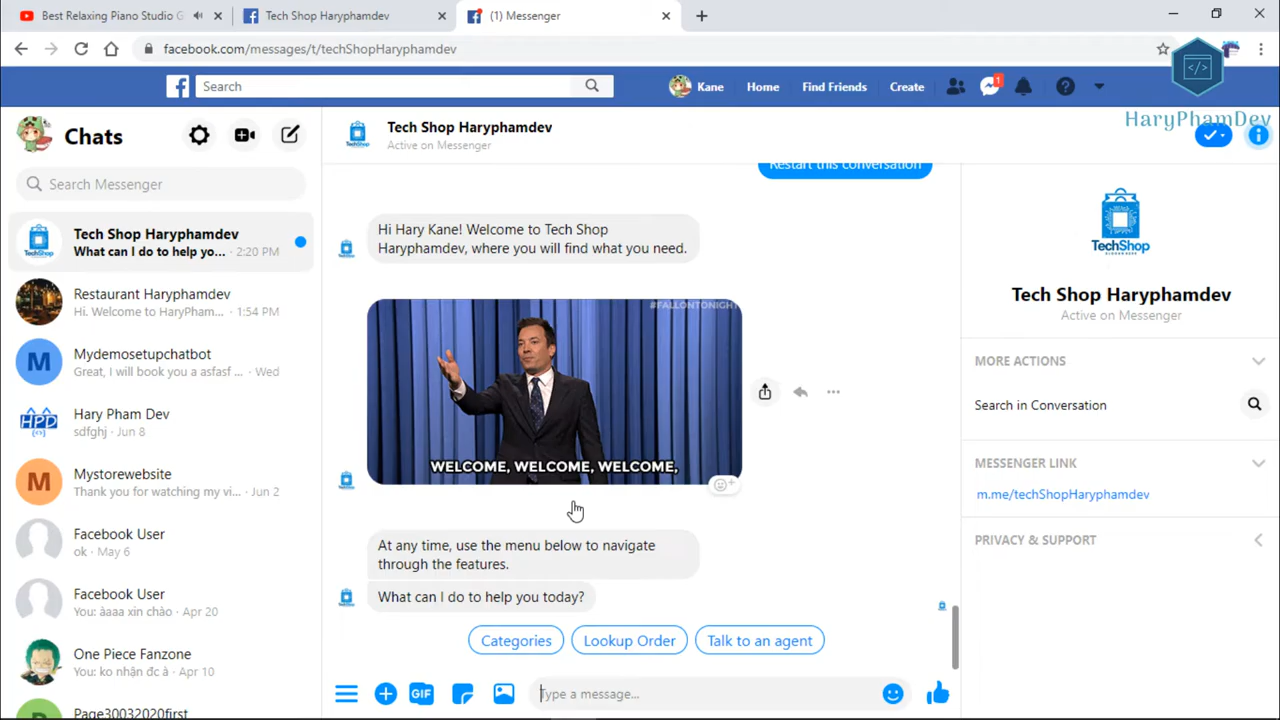 Best Relaxing Piano Studio G
Tech Shop Haryphamdev
(1) Messenger
facebook.com/messages/t/techShopHaryphamdev
Search
Kane
Home
Find Friends
Create
1
HaryPhamDev
Chats
Search Messenger
Tech Shop Haryphamdev
What can I do to help yo... · 2:20 PM
Restaurant Haryphamdev
Hi. Welcome to HaryPham... · 1:54 PM
M
Mydemosetupchatbot
Great, I will book you a asfasf ... · Wed
HPD
Hary Pham Dev
sdfghj · Jun 8
M
Mystorewebsite
Thank you for watching my vi... · Jun 2
Facebook User
ok · May 6
Facebook User
You: àaaa xin chào · Apr 20
One Piece Fanzone
You: ko nhận đc à · Apr 10
Page30032020first
Tech Shop Haryphamdev
Active on Messenger
Restart this conversation
Hi Hary Kane! Welcome to Tech Shop
Haryphamdev, where you will find what you need.
#FALLONTONIGHT
WELCOME, WELCOME, WELCOME,
At any time, use the menu below to navigate
through the features.
What can I do to help you today?
Categories
Lookup Order
Talk to an agent
GIF
Type a message...
TechShop
Tech Shop Haryphamdev
Active on Messenger
MORE ACTIONS
Search in Conversation
MESSENGER LINK
m.me/techShopHaryphamdev
PRIVACY & SUPPORT